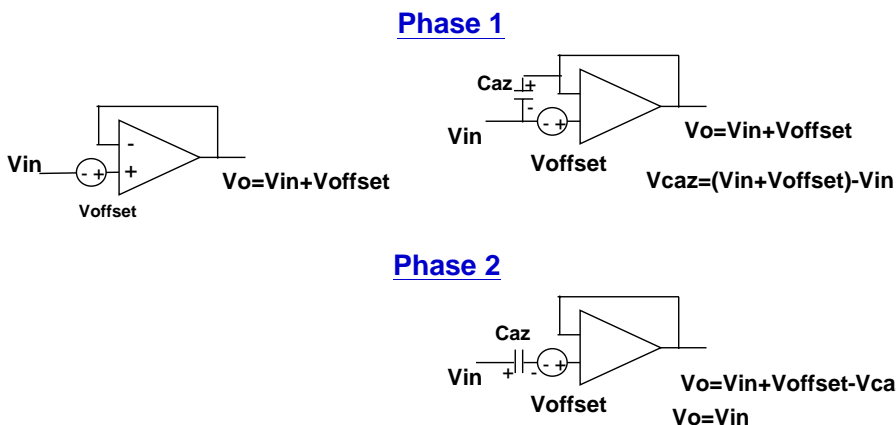 Phase 1
Vin
- +
-
+
Voffset
Vo=Vin+Voffset
Caz
+
-
Vin
- +
Voffset
Vo=Vin+Voffset
Vcaz=(Vin+Voffset)-Vin
Phase 2
Caz
Vin
+ -
- +
Voffset
Vo=Vin+Voffset-Vca
Vo=Vin